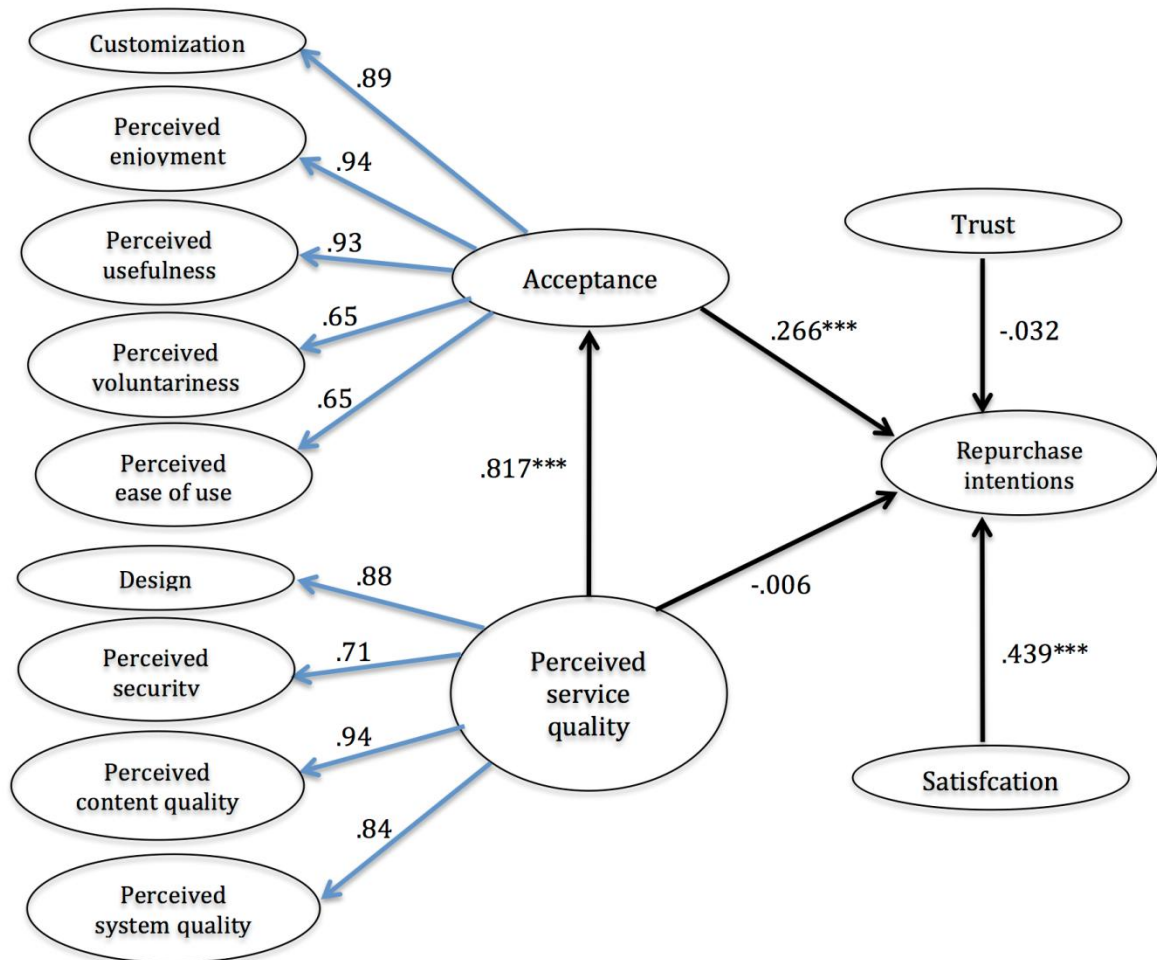 Customization
.89
Perceived
enjoyment
.94
Perceived
usefulness
.93
Perceived
voluntariness
.65
Perceived
ease of use
.65
Acceptance
.817***
.266***
Trust
-.032
Repurchase
intentions
-.006
.439***
Satisfcation
Design
.88
Perceived
security
.71
Perceived
service
quality
Perceived
content quality
.94
Perceived
system quality
.84